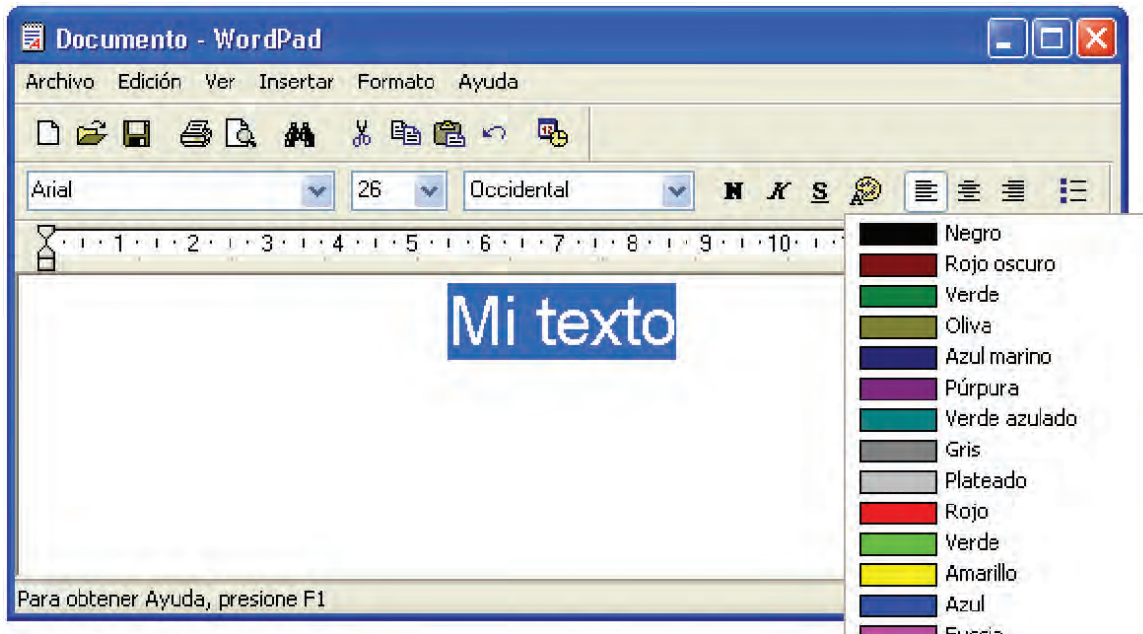 Documento - WordPad
Archivo Edición Ver Insertar Formato Ayuda
Arial 26 Occidental N K S
1 2 3 4 5 6 7 8 9 10
Mi texto
Negro
Rojo oscuro
Verde
Oliva
Azul marino
Púrpura
Verde azulado
Gris
Plateado
Rojo
Verde
Amarillo
Azul
Para obtener Ayuda, presione F1